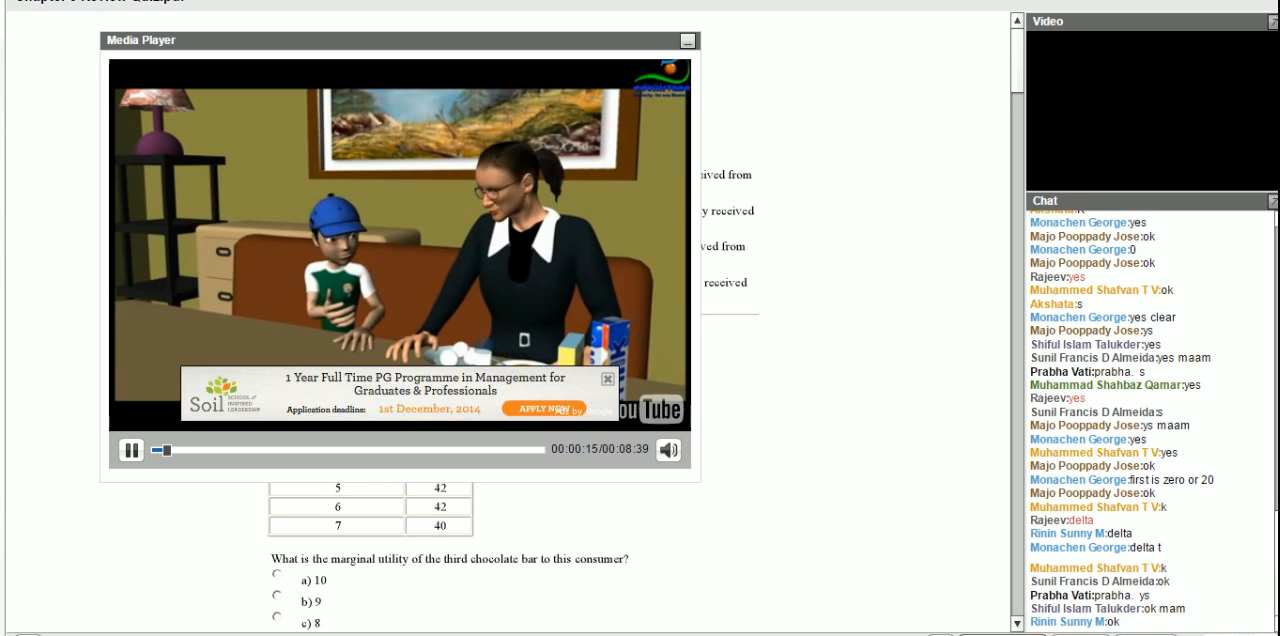 Media Player
Video
ived from
y received
ved from
received
1 Year Full Time PG Programme in Management for
Graduates & Professionals
Soil
SCHOOL of
INSPIRED
LEADERSHIP
Application deadline: 1st December, 2014
APPLY NOW
Ads by Google
ou Tube
00:00:15/00:08:39
5 42
6 42
7 40
What is the marginal utility of the third chocolate bar to this consumer?
a) 10
b) 9
c) 8
Chat
Monachen George:yes
Majo Pooppady Jose:ok
Monachen George:0
Majo Pooppady Jose:ok
Rajeev:yes
Muhammed Shafvan T V:ok
Akshata:s
Monachen George:yes clear
Majo Pooppady Jose:ys
Shiful Islam Talukder:yes
Sunil Francis D Almeida:yes maam
Prabha Vati:prabha. s
Muhammad Shahbaz Qamar:yes
Rajeev:yes
Sunil Francis D Almeida:s
Majo Pooppady Jose:ys maam
Monachen George:yes
Muhammed Shafvan T V:yes
Majo Pooppady Jose:ok
Monachen George:first is zero or 20
Majo Pooppady Jose:ok
Muhammed Shafvan T V:k
Rajeev:delta
Rinin Sunny M:delta
Monachen George:delta t
Muhammed Shafvan T V:k
Sunil Francis D Almeida:ok
Prabha Vati:prabha. ys
Shiful Islam Talukder:ok mam
Rinin Sunny M:ok